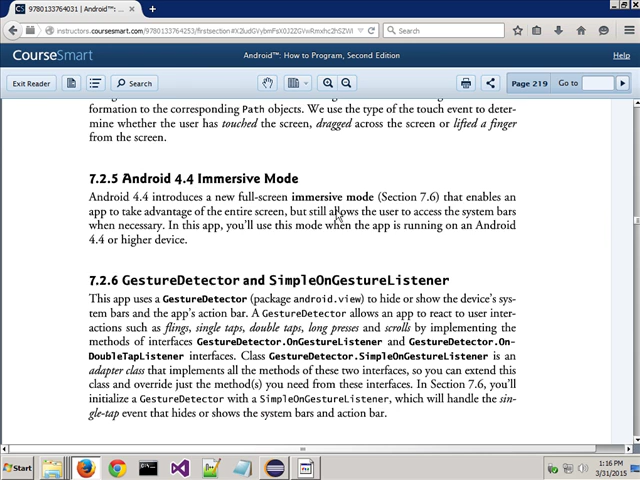 9780133764031 | Android™: ...
instructors.coursesmart.com/9780133764253/firstsection#X2ludGVybmFsX0J2ZGVwRmxhc2h2ZWw
Search
CourseSmart
Android™: How to Program, Second Edition
Help
Exit Reader
Search
Page 219
Go to
formation to the corresponding Path objects. We use the type of the touch event to deter-
mine whether the user has touched the screen, dragged across the screen or lifted a finger
from the screen.
7.2.5 Android 4.4 Immersive Mode
Android 4.4 introduces a new full-screen immersive mode (Section 7.6) that enables an
app to take advantage of the entire screen, but still allows the user to access the system bars
when necessary. In this app, you'll use this mode when the app is running on an Android
4.4 or higher device.
7.2.6 GestureDetector and SimpleOnGestureListener
This app uses a GestureDetector (package android.view) to hide or show the device's sys-
tem bars and the app's action bar. A GestureDetector allows an app to react to user inter-
actions such as flings, single taps, double taps, long presses and scrolls by implementing the
methods of interfaces GestureDetector.OnGestureListener and GestureDetector.On-
DoubleTapListener interfaces. Class GestureDetector.SimpleOnGestureListener is an
adapter class that implements all the methods of these two interfaces, so you can extend this
class and override just the method(s) you need from these interfaces. In Section 7.6, you'll
initialize a GestureDetector with a SimpleOnGestureListener, which will handle the sin-
gle-tap event that hides or shows the system bars and action bar.
Start
1:16 PM
3/31/2015